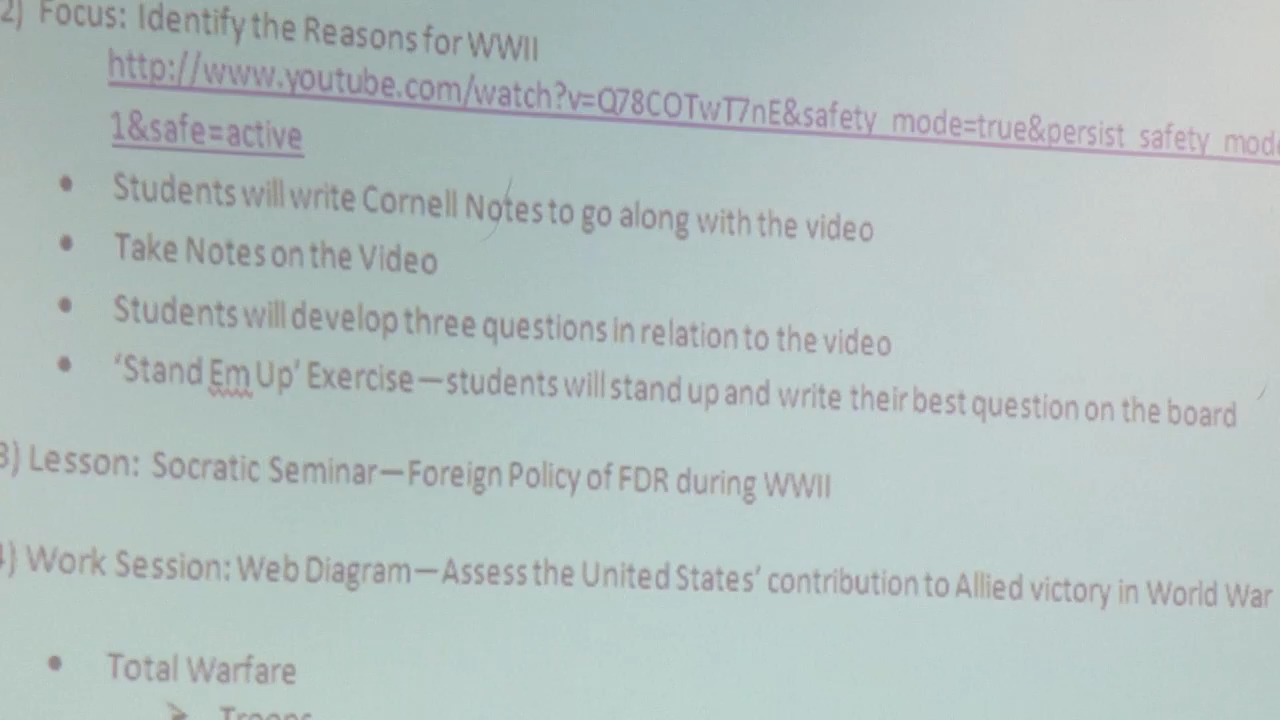 2) Focus: Identify the Reasons for WWII
http://www.youtube.com/watch?v=Q78COTwT7nE&safety_mode=true&persist_safety_mode
1&safe=active
• Students will write Cornell Notes to go along with the video
• Take Notes on the Video
• Students will develop three questions in relation to the video
• 'Stand Em Up' Exercise—students will stand up and write their best question on the board
3) Lesson: Socratic Seminar—Foreign Policy of FDR during WWII
4) Work Session: Web Diagram—Assess the United States' contribution to Allied victory in World War
• Total Warfare
➢ Troops